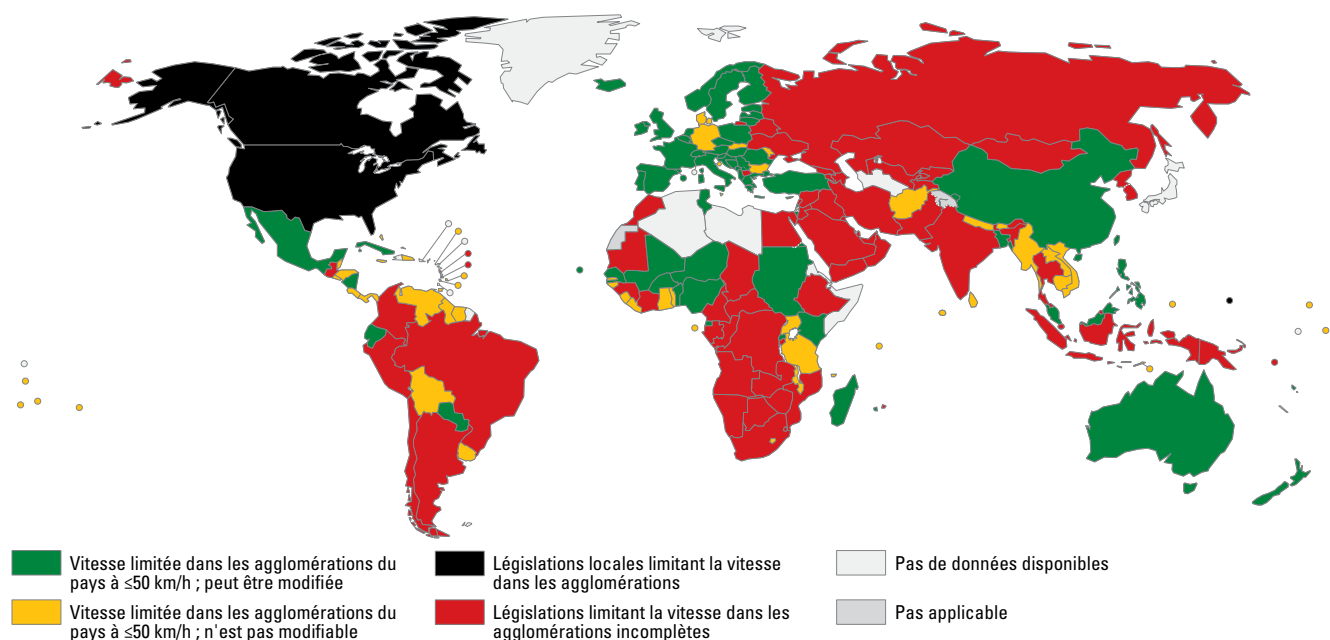 Vitesse limitée dans les agglomérations du
pays à ≤50 km/h ; peut être modifiée
Vitesse limitée dans les agglomérations du
pays à ≤50 km/h ; n'est pas modifiable
Législations locales limitant la vitesse
dans les agglomérations
Législations limitant la vitesse dans les
agglomérations incomplètes
Pas de données disponibles
Pas applicable